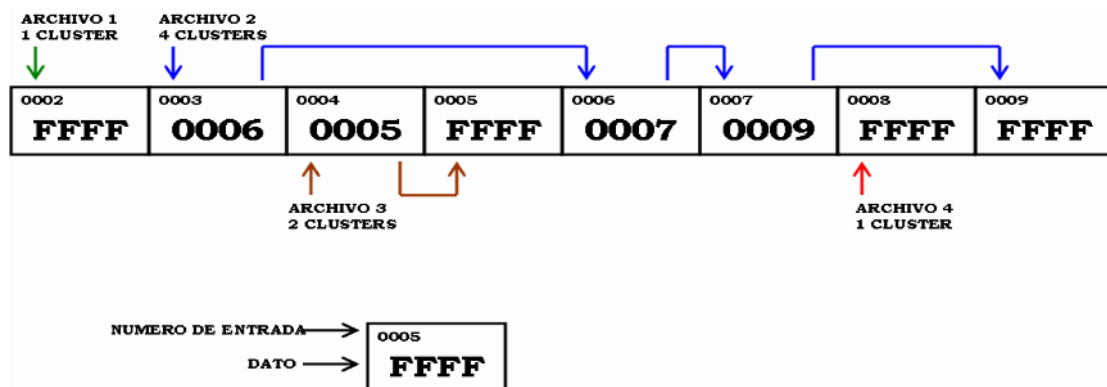 ARCHIVO 1
1 CLUSTER
ARCHIVO 2
4 CLUSTERS
0002 0003 0004 0005 0006 0007 0008 0009
FFFF 0006 0005 FFFF 0007 0009 FFFF FFFF
ARCHIVO 3
2 CLUSTERS
ARCHIVO 4
1 CLUSTER
NUMERO DE ENTRADA
0005
DATO
FFFF